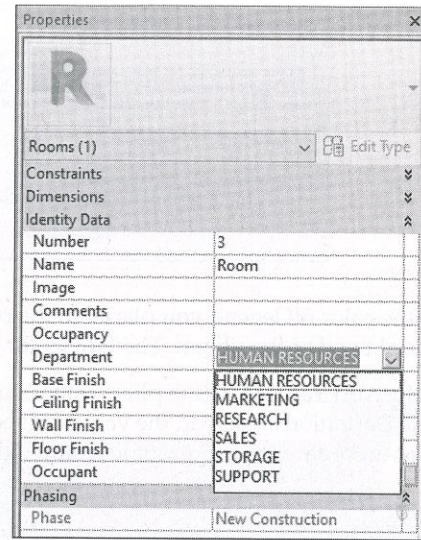 Properties
R
Rooms (1) Edit Type
Constraints
Dimensions
Identity Data
Number 3
Name Room
Image
Comments
Occupancy
Department HUMAN RESOURCES
Base Finish HUMAN RESOURCES
Ceiling Finish MARKETING
Wall Finish RESEARCH
Floor Finish SALES
Occupant STORAGE
SUPPORT
Phasing
Phase New Construction